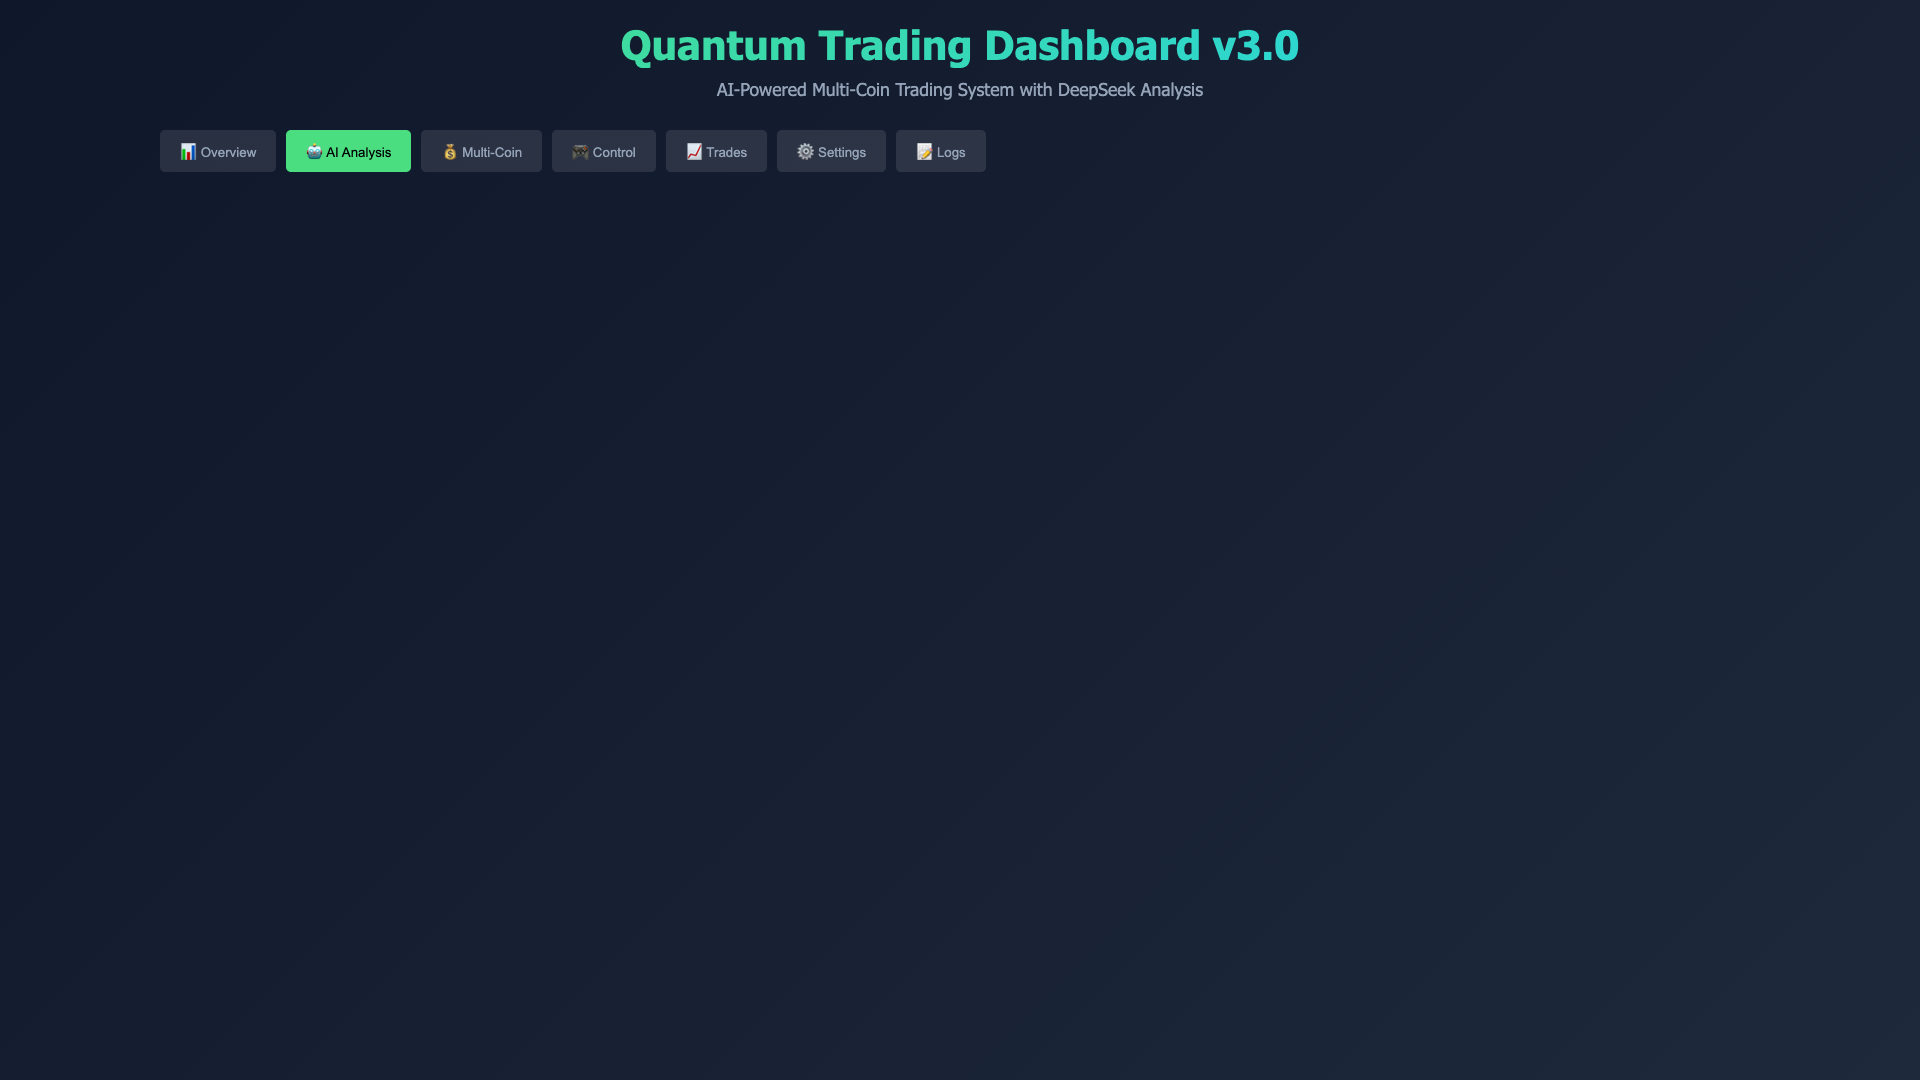 Quantum Trading Dashboard v3.0
AI-Powered Multi-Coin Trading System with DeepSeek Analysis
📊 Overview 🤖 AI Analysis 💰 Multi-Coin 🎮 Control 📈 Trades ⚙️ Settings 📝 Logs